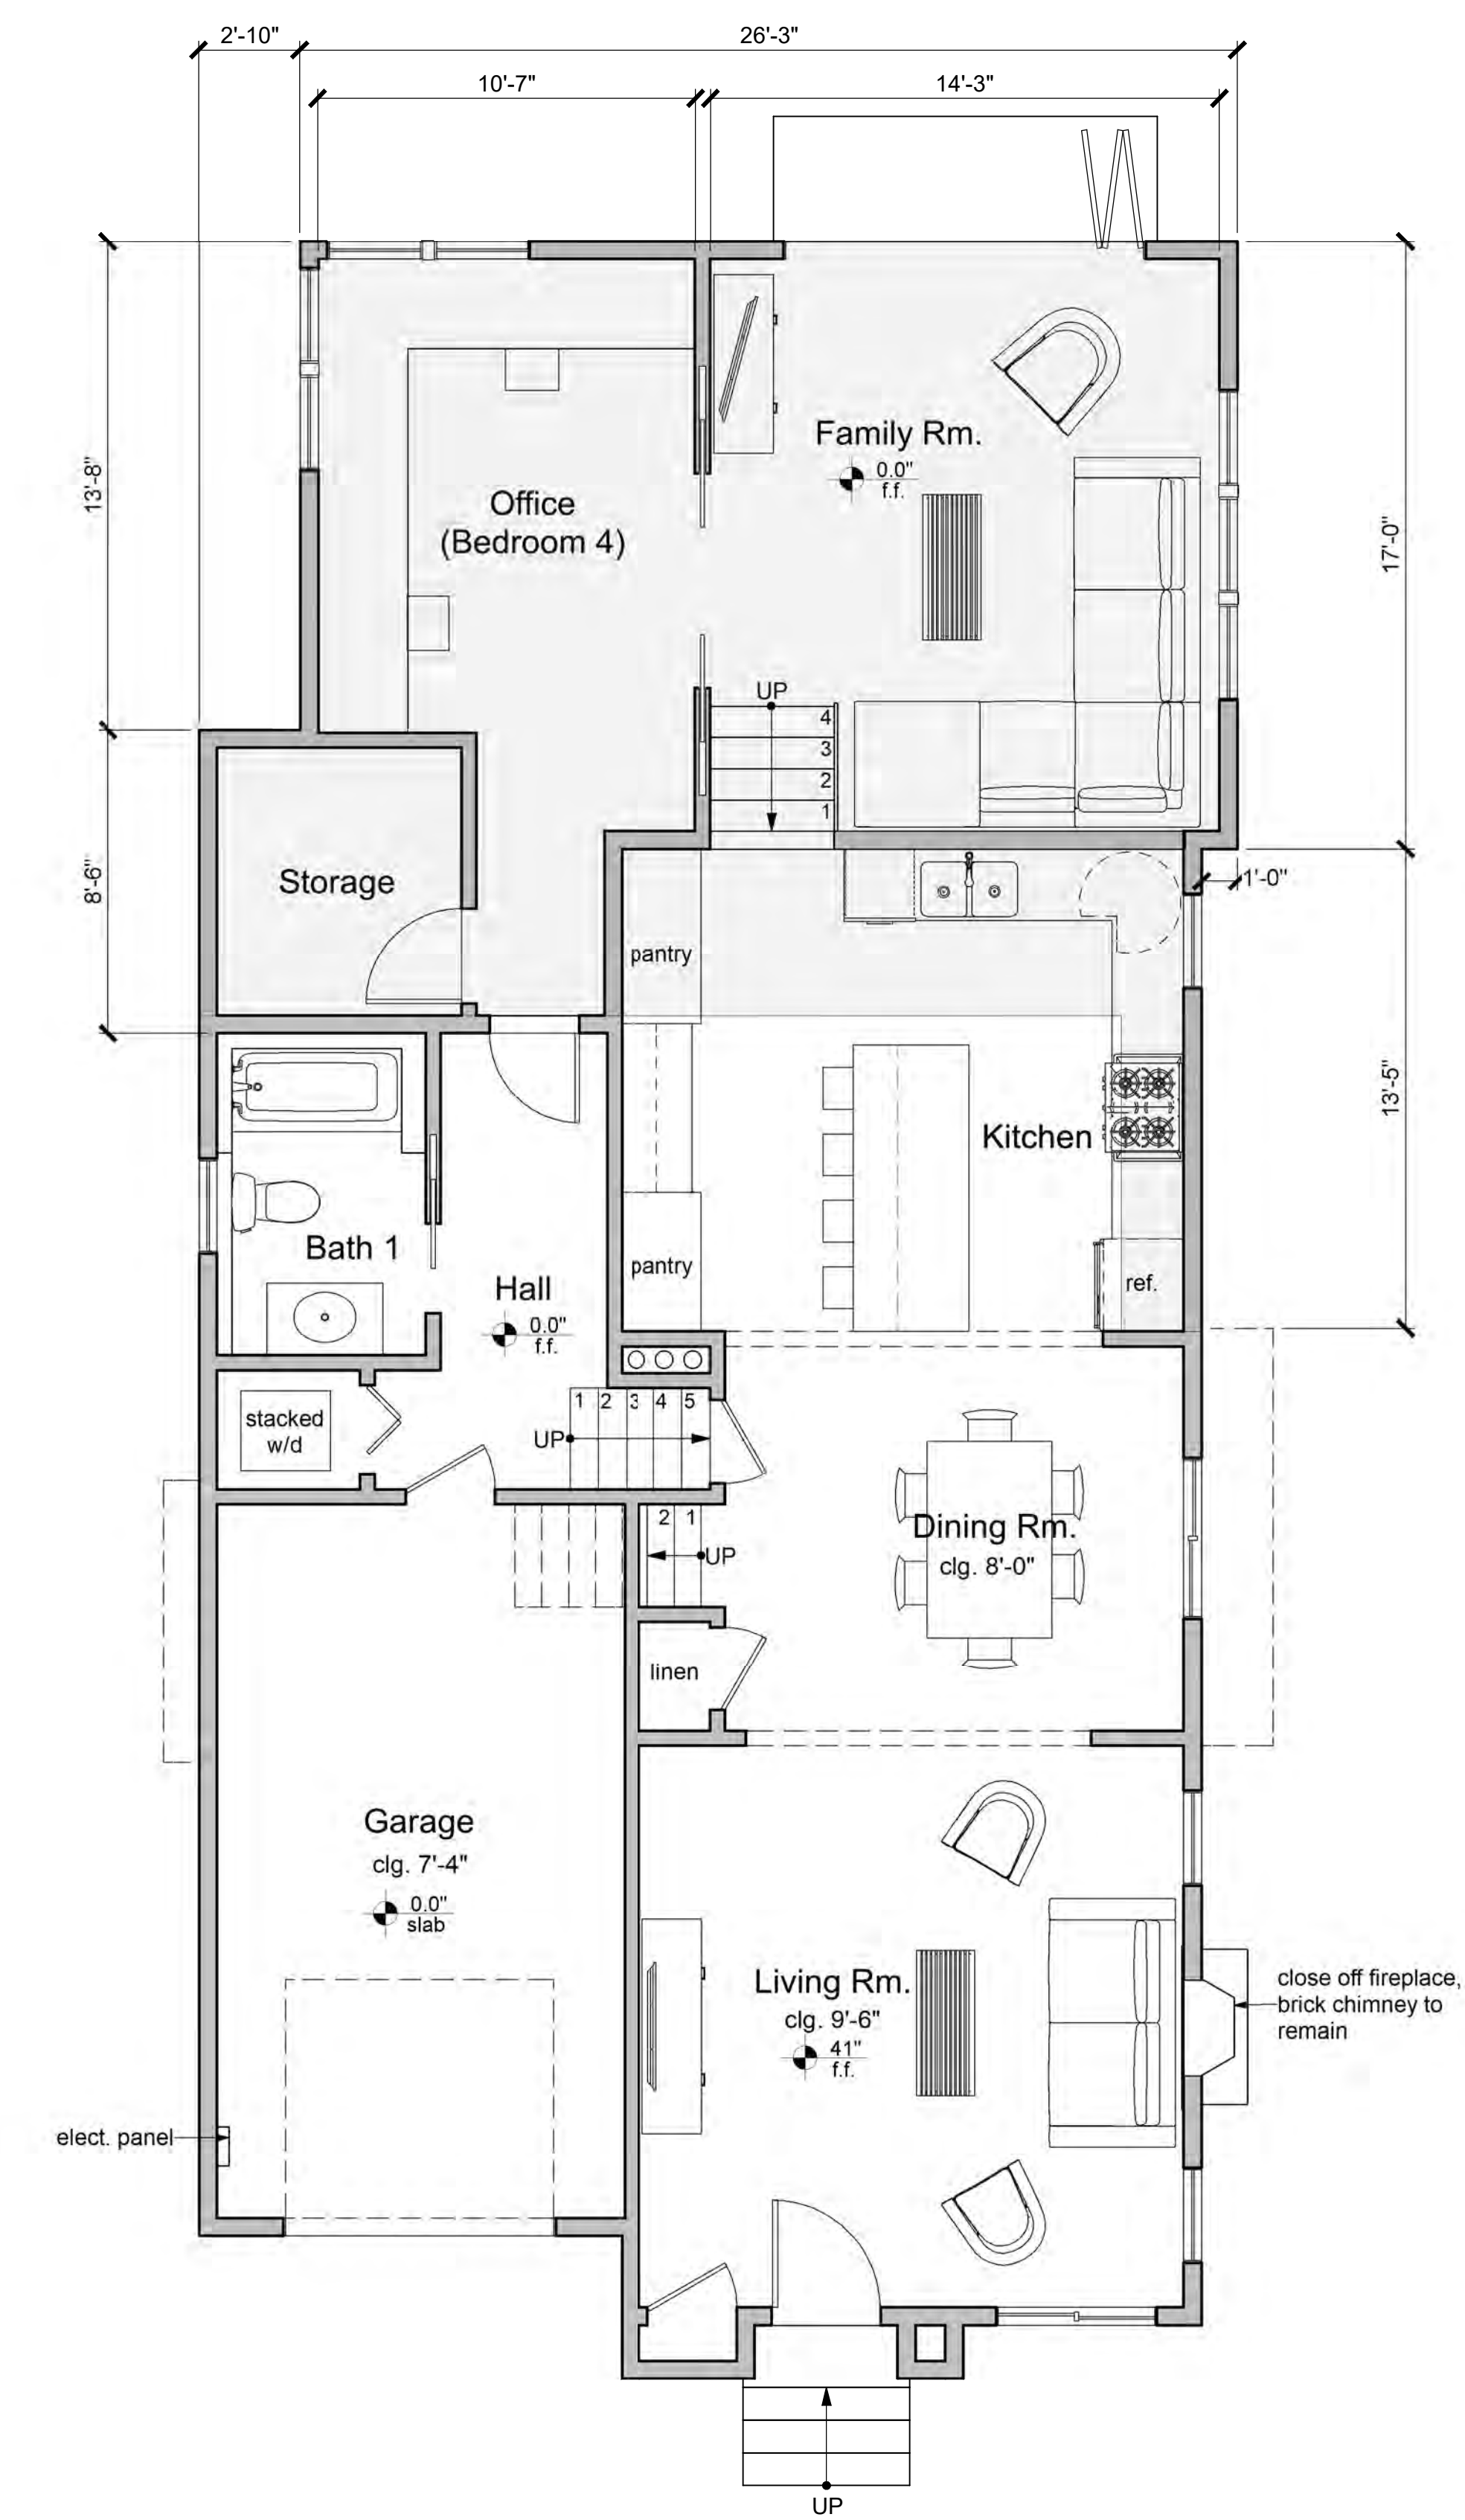 2'-10"
26'-3"
10'-7"
14'-3"
Family Rm.
0.0"
f.f.
Office
(Bedroom 4)
13'-8"
17'-0"
UP
4
3
2
1
Storage
8'-6"
1'-0"
pantry
13'-5"
Kitchen
Bath 1
pantry
ref.
Hall
0.0"
f.f.
stacked
w/d
1 2 3 4 5
UP
2 1
UP
Dining Rm.
clg. 8'-0"
linen
Garage
clg. 7'-4"
0.0"
slab
Living Rm.
clg. 9'-6"
41"
f.f.
close off fireplace,
brick chimney to
remain
elect. panel
UP